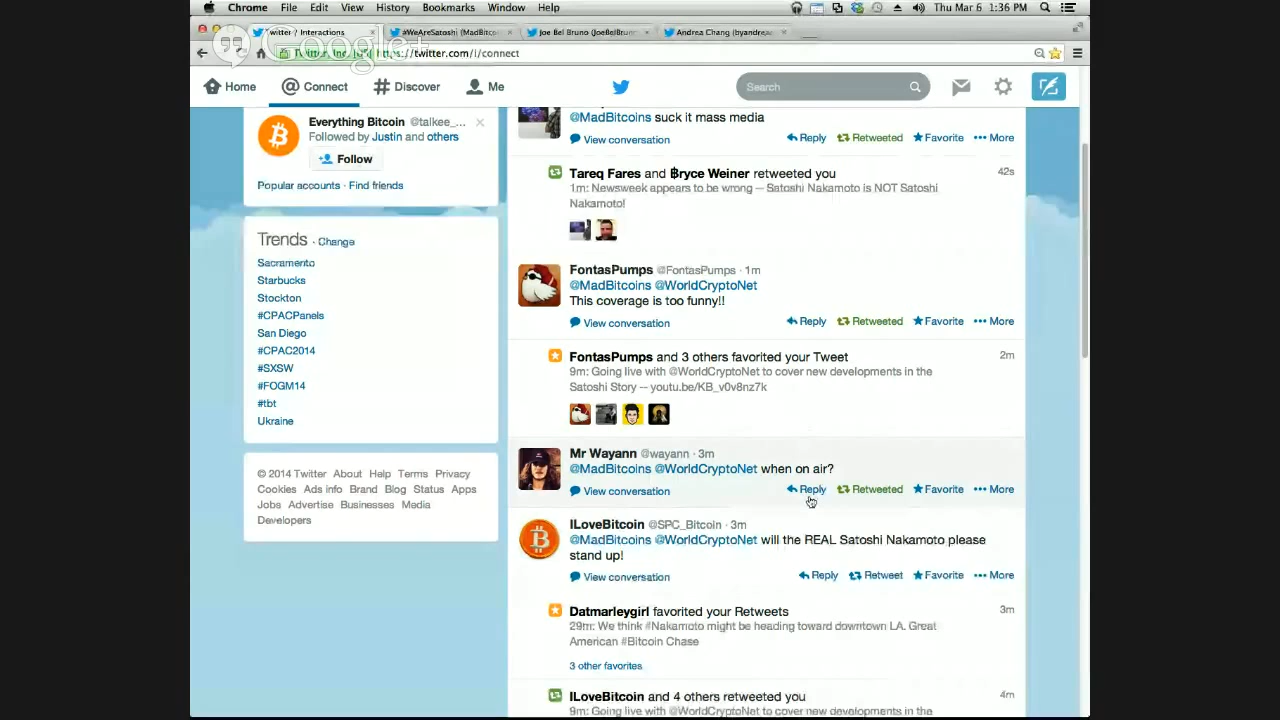 Chrome File Edit View History Bookmarks Window Help Thu Mar 6 1:36 PM
Twitter / Interactions #WeAreSatoshi (MadBitco Joe Bel Bruno (JoeBelBrun Andrea Chang (byandrea
Google+
Twitter, Inc. [US] https://twitter.com/i/connect
Home @ Connect # Discover Me Search
Everything Bitcoin @talkee_...
Followed by Justin and others
Follow
Popular accounts · Find friends
Trends · Change
Sacramento
Starbucks
Stockton
#CPACPanels
San Diego
#CPAC2014
#SXSW
#FOGM14
#tbt
Ukraine
© 2014 Twitter About Help Terms Privacy
Cookies Ads info Brand Blog Status Apps
Jobs Advertise Businesses Media
Developers
@MadBitcoins suck it mass media
View conversation Reply Retweeted Favorite More
Tareq Fares and ฿ryce Weiner retweeted you 42s
1m: Newsweek appears to be wrong -- Satoshi Nakamoto is NOT Satoshi
Nakamoto!
FontasPumps @FontasPumps · 1m
@MadBitcoins @WorldCryptoNet
This coverage is too funny!!
View conversation Reply Retweeted Favorite More
FontasPumps and 3 others favorited your Tweet 2m
9m: Going live with @WorldCryptoNet to cover new developments in the
Satoshi Story -- youtu.be/KB_v0v8nz7k
Mr Wayann @wayann · 3m
@MadBitcoins @WorldCryptoNet when on air?
View conversation Reply Retweeted Favorite More
ILoveBitcoin @SPC_Bitcoin · 3m
@MadBitcoins @WorldCryptoNet will the REAL Satoshi Nakamoto please
stand up!
View conversation Reply Retweet Favorite More
Datmarleygirl favorited your Retweets 3m
29m: We think #Nakamoto might be heading toward downtown LA. Great
American #Bitcoin Chase
3 other favorites
ILoveBitcoin and 4 others retweeted you 4m
9m: Going live with @WorldCryptoNet to cover new developments in the